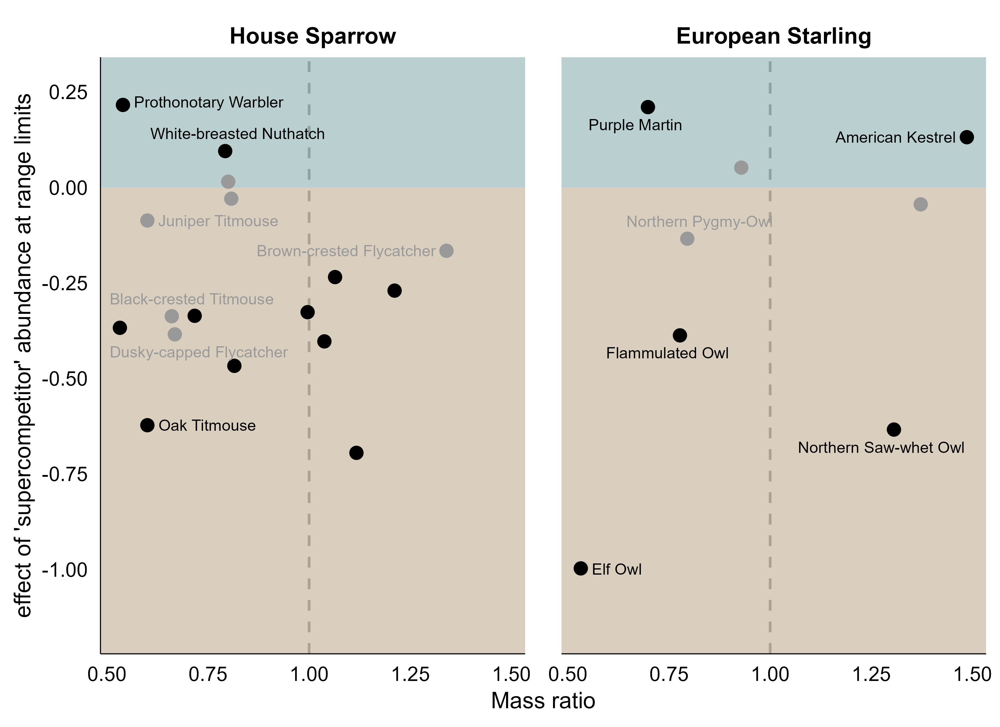 House Sparrow
European Starling
effect of 'supercompetitor' abundance at range limits
0.25
0.00
-0.25
-0.50
-0.75
-1.00
Prothonotary Warbler
White-breasted Nuthatch
Juniper Titmouse
Brown-crested Flycatcher
Black-crested Titmouse
Dusky-capped Flycatcher
Oak Titmouse
Purple Martin
American Kestrel
Northern Pygmy-Owl
Flammulated Owl
Northern Saw-whet Owl
Elf Owl
0.50 0.75 1.00 1.25 1.50
0.50 0.75 1.00 1.25 1.50
Mass ratio